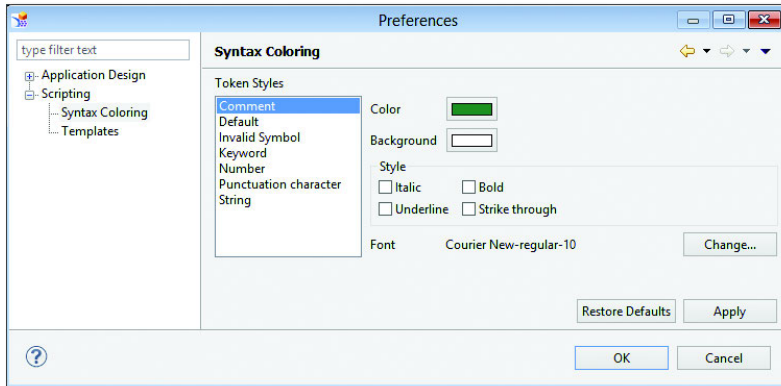 Preferences
type filter text
Application Design
Scripting
Syntax Coloring
Templates
Syntax Coloring
Token Styles
Comment
Default
Invalid Symbol
Keyword
Number
Punctuation character
String
Color
Background
Style
Italic Bold
Underline Strike through
Font Courier New-regular-10 Change...
Restore Defaults Apply
? OK Cancel